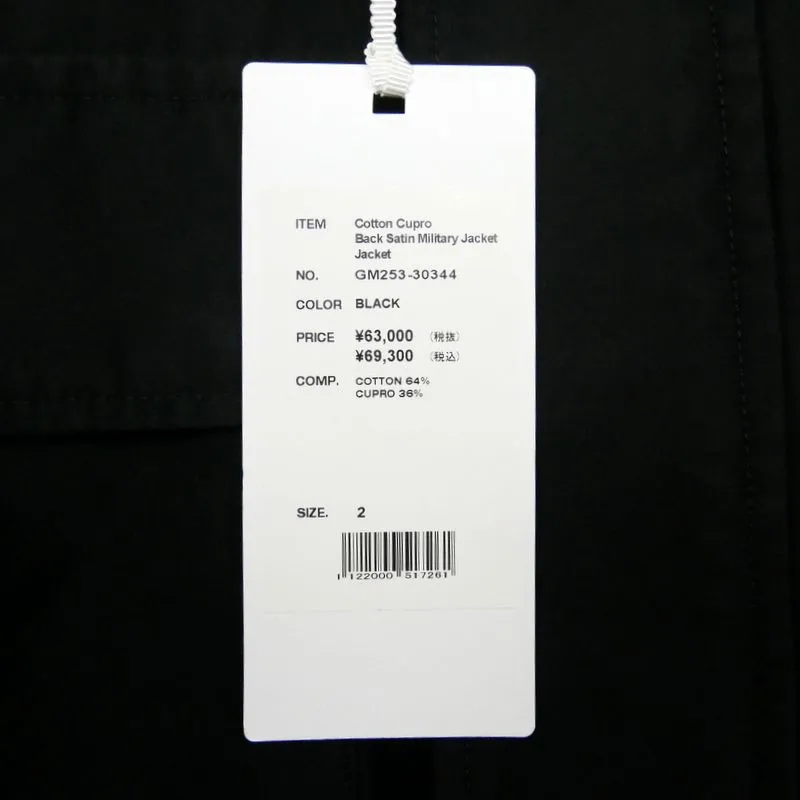 ITEM Cotton Cupro
Back Satin Military Jacket
Jacket
NO. GM253-30344
COLOR BLACK
PRICE ¥63,000 (税抜)
¥69,300 (税込)
COMP. COTTON 64%
CUPRO 36%
SIZE. 2
1 122000 517261